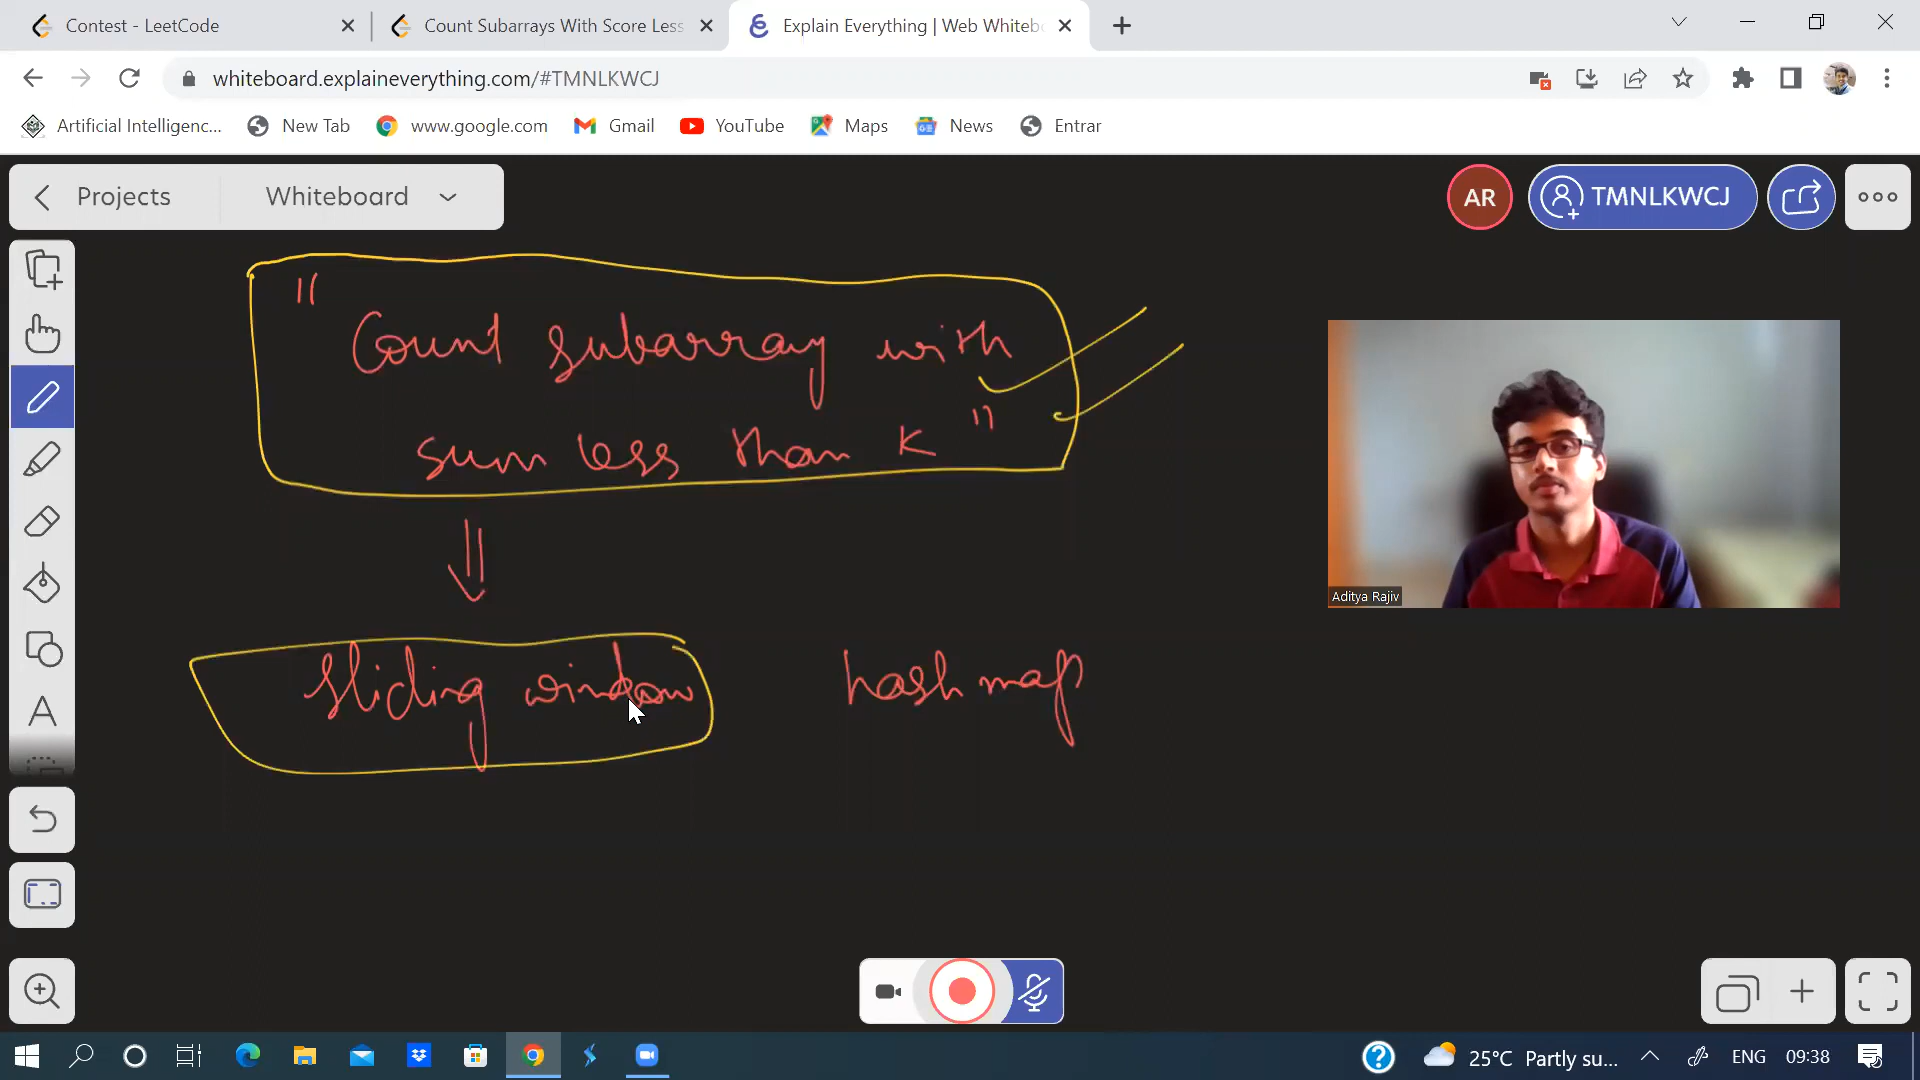 Contest - LeetCode
Count Subarrays With Score Less
Explain Everything | Web Whitebo
whiteboard.explaineverything.com/#TMNLKWCJ
Artificial Intelligenc... New Tab www.google.com Gmail YouTube Maps News Entrar
Projects Whiteboard AR TMNLKWCJ
" Count subarray with
sum less than K "
Aditya Rajiv
sliding window hash map
A
25°C Partly su... ENG 09:38